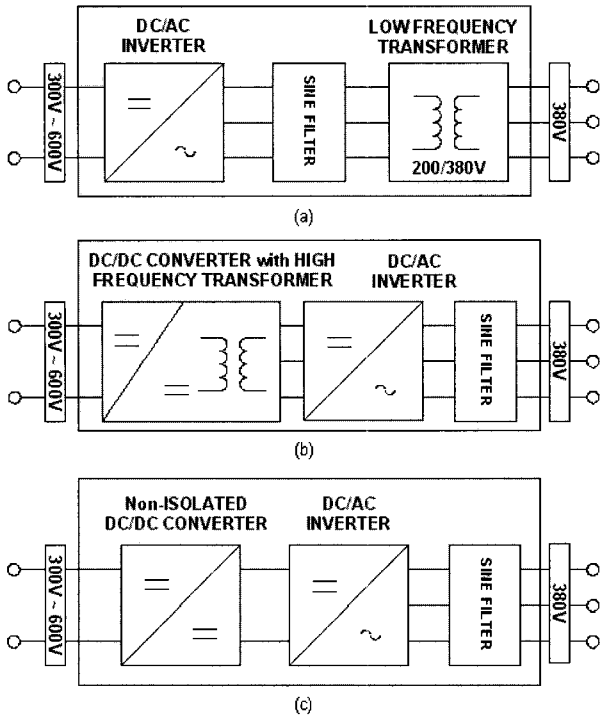 DC/AC
INVERTER
LOW FREQUENCY
TRANSFORMER
300V ~ 600V
SINE FILTER
200/380V
380V
(a)
DC/DC CONVERTER with HIGH
FREQUENCY TRANSFORMER
DC/AC
INVERTER
300V ~ 600V
SINE FILTER
380V
(b)
Non-ISOLATED
DC/DC CONVERTER
DC/AC
INVERTER
300V ~ 600V
SINE FILTER
380V
(c)